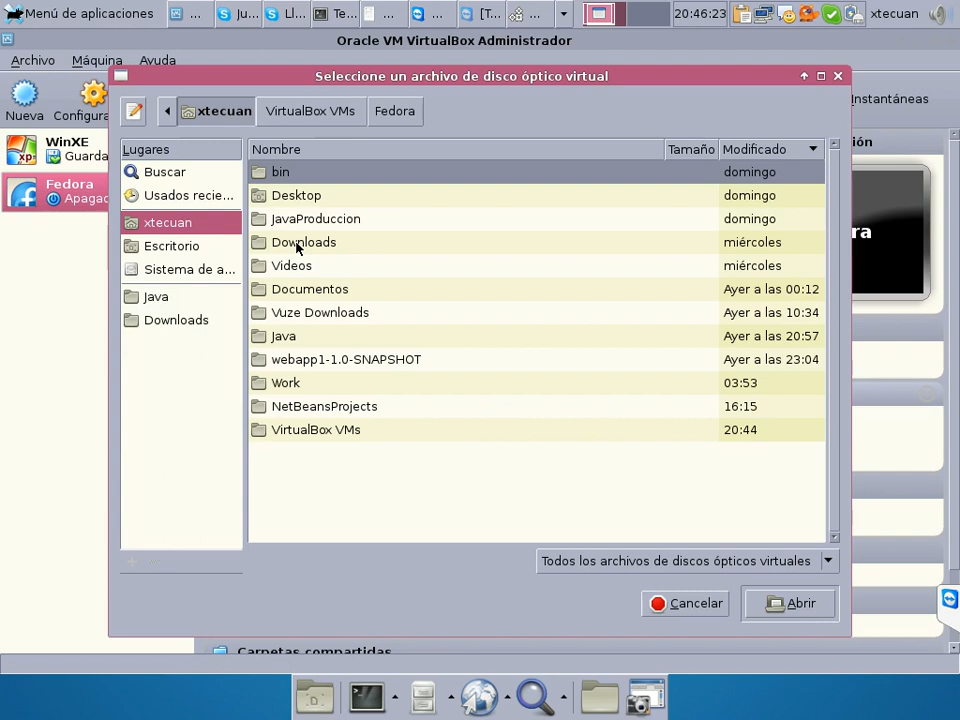 Menú de aplicaciones
...
Ju...
Ll...
Te...
...
...
[T...
...
20:46:23
xtecuan
Oracle VM VirtualBox Administrador
Archivo Máquina Ayuda
Seleccione un archivo de disco óptico virtual
Nueva
Configura
Instantáneas
xtecuan
VirtualBox VMs
Fedora
WinXE
Guarda
Fedora
Apagac
ión
ra
Lugares
Buscar
Usados recie...
xtecuan
Escritorio
Sistema de a...
Java
Downloads
Nombre Tamaño Modificado
bin domingo
Desktop domingo
JavaProduccion domingo
Downloads miércoles
Videos miércoles
Documentos Ayer a las 00:12
Vuze Downloads Ayer a las 10:34
Java Ayer a las 20:57
webapp1-1.0-SNAPSHOT Ayer a las 23:04
Work 03:53
NetBeansProjects 16:15
VirtualBox VMs 20:44
Todos los archivos de discos ópticos virtuales
Cancelar
Abrir
Carpetas compartidas